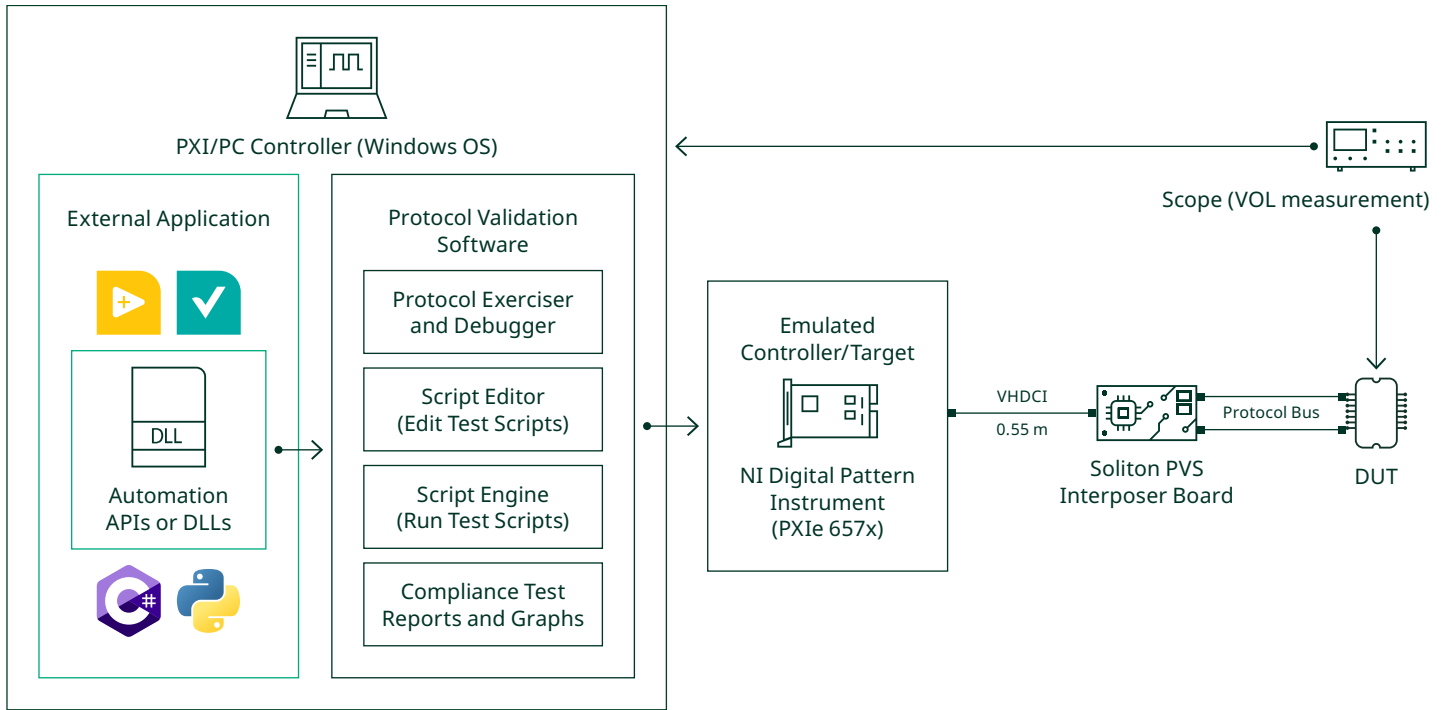 PXI/PC Controller (Windows OS)
External Application
DLL
Automation
APIs or DLLs
#
Protocol Validation
Software
Protocol Exerciser
and Debugger
Script Editor
(Edit Test Scripts)
Script Engine
(Run Test Scripts)
Compliance Test
Reports and Graphs
Emulated
Controller/Target
NI Digital Pattern
Instrument
(PXIe 657x)
VHDCI
0.55 m
Soliton PVS
Interposer Board
Protocol Bus
Scope (VOL measurement)
DUT